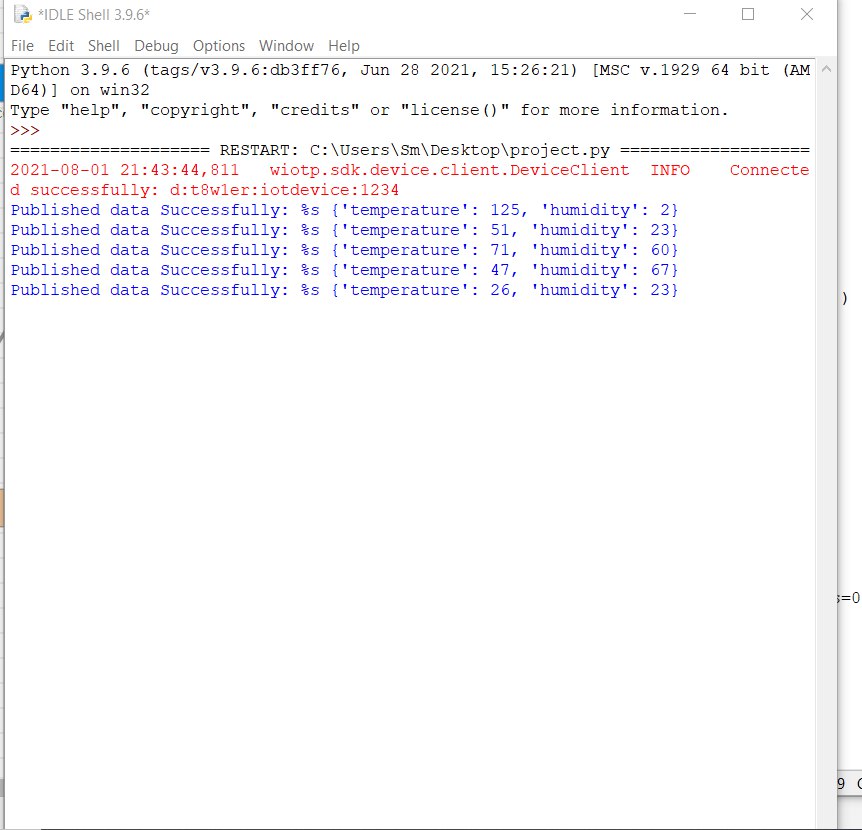 *IDLE Shell 3.9.6*
File Edit Shell Debug Options Window Help
Python 3.9.6 (tags/v3.9.6:db3ff76, Jun 28 2021, 15:26:21) [MSC v.1929 64 bit (AM
D64)] on win32
Type "help", "copyright", "credits" or "license()" for more information.
>>>
==================== RESTART: C:\Users\Sm\Desktop\project.py ===================
2021-08-01 21:43:44,811   wiotp.sdk.device.client.DeviceClient  INFO    Connecte
d successfully: d:t8w1er:iotdevice:1234
Published data Successfully: %s {'temperature': 125, 'humidity': 2}
Published data Successfully: %s {'temperature': 51, 'humidity': 23}
Published data Successfully: %s {'temperature': 71, 'humidity': 60}
Published data Successfully: %s {'temperature': 47, 'humidity': 67}
Published data Successfully: %s {'temperature': 26, 'humidity': 23}
)
s=0
9